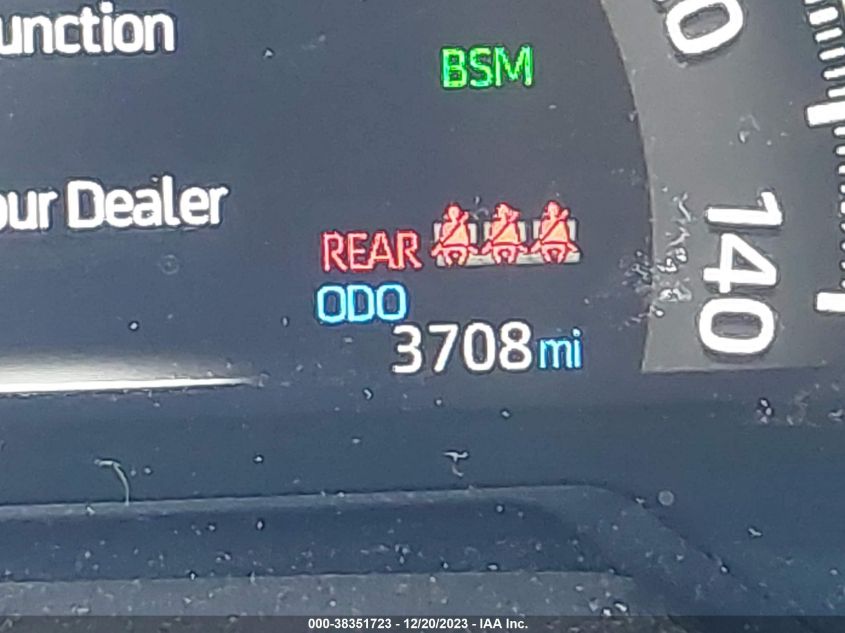 unction
BSM
our Dealer
REAR
ODO
3708 mi
140
000-38351723 - 12/20/2023 - IAA Inc.